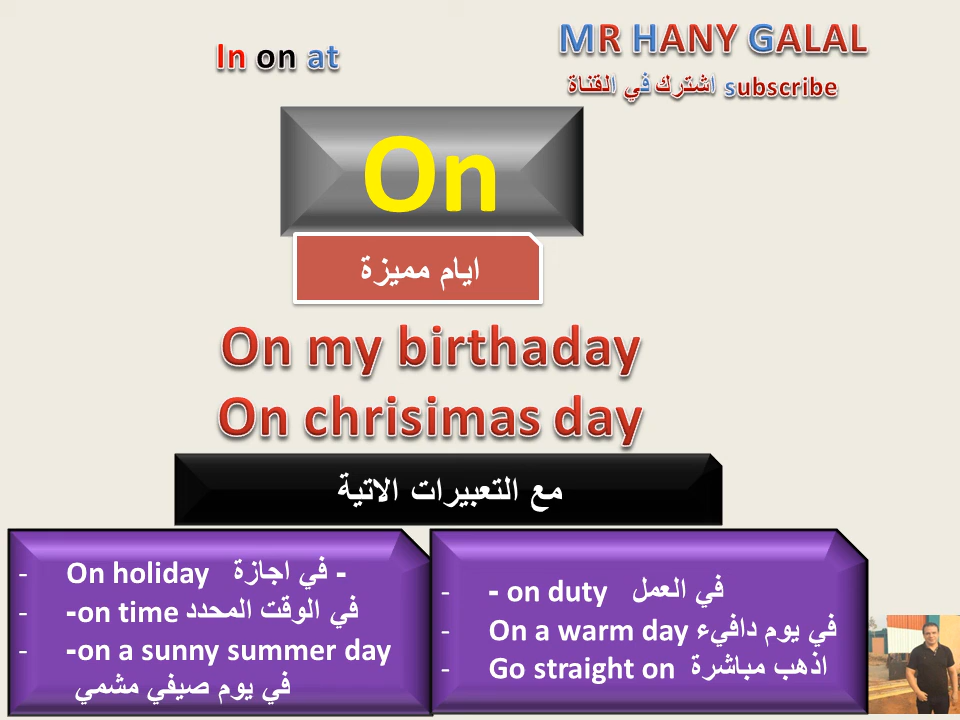 In on at
MR HANY GALAL
اشترك في القناة subscribe
On
ايام مميزة
On my birthaday
On chrisimas day
مع التعبيرات الاتية
- On holiday في اجازة -
- -on time في الوقت المحدد
- -on a sunny summer day
في يوم صيفي مشمي
- - on duty في العمل
- On a warm day في يوم دافيء
- Go straight on اذهب مباشرة